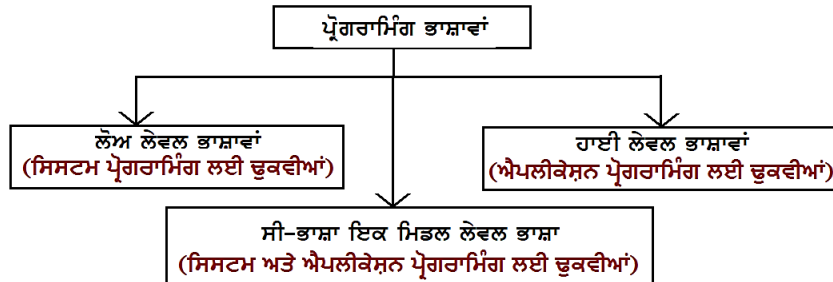 ਪ੍ਰੋਗਰਾਮਿੰਗ ਭਾਸ਼ਾਵਾਂ
ਲੋਅ ਲੇਵਲ ਭਾਸ਼ਾਵਾਂ
(ਸਿਸਟਮ ਪ੍ਰੋਗਰਾਮਿੰਗ ਲਈ ਢੁਕਵੀਆਂ)
ਹਾਈ ਲੇਵਲ ਭਾਸ਼ਾਵਾਂ
(ਐਪਲੀਕੇਸ਼ਨ ਪ੍ਰੋਗਰਾਮਿੰਗ ਲਈ ਢੁਕਵੀਆਂ)
ਸੀ-ਭਾਸ਼ਾ ਇਕ ਮਿਡਲ ਲੇਵਲ ਭਾਸ਼ਾ
(ਸਿਸਟਮ ਅਤੇ ਐਪਲੀਕੇਸ਼ਨ ਪ੍ਰੋਗਰਾਮਿੰਗ ਲਈ ਢੁਕਵੀਆਂ)